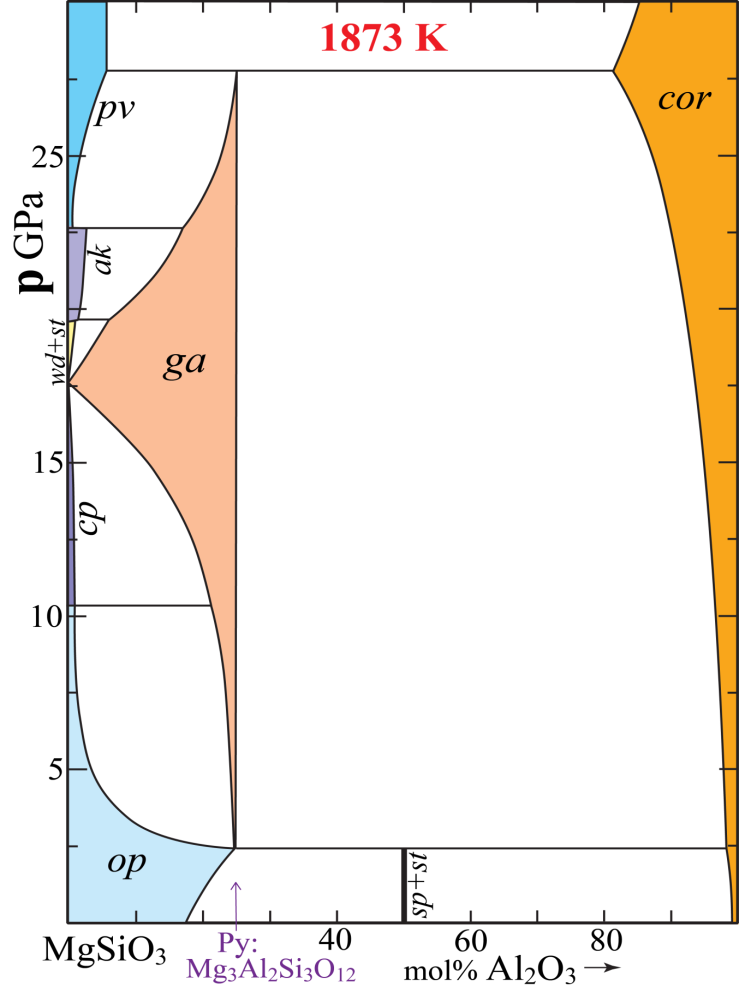 1873 K
pv
cor
25
ak
p GPa
wd+st
ga
15
cp
10
5
op
sp+st
MgSiO₃
Py:
Mg₃Al₂Si₃O₁₂
40
60
80
mol% Al₂O₃ →